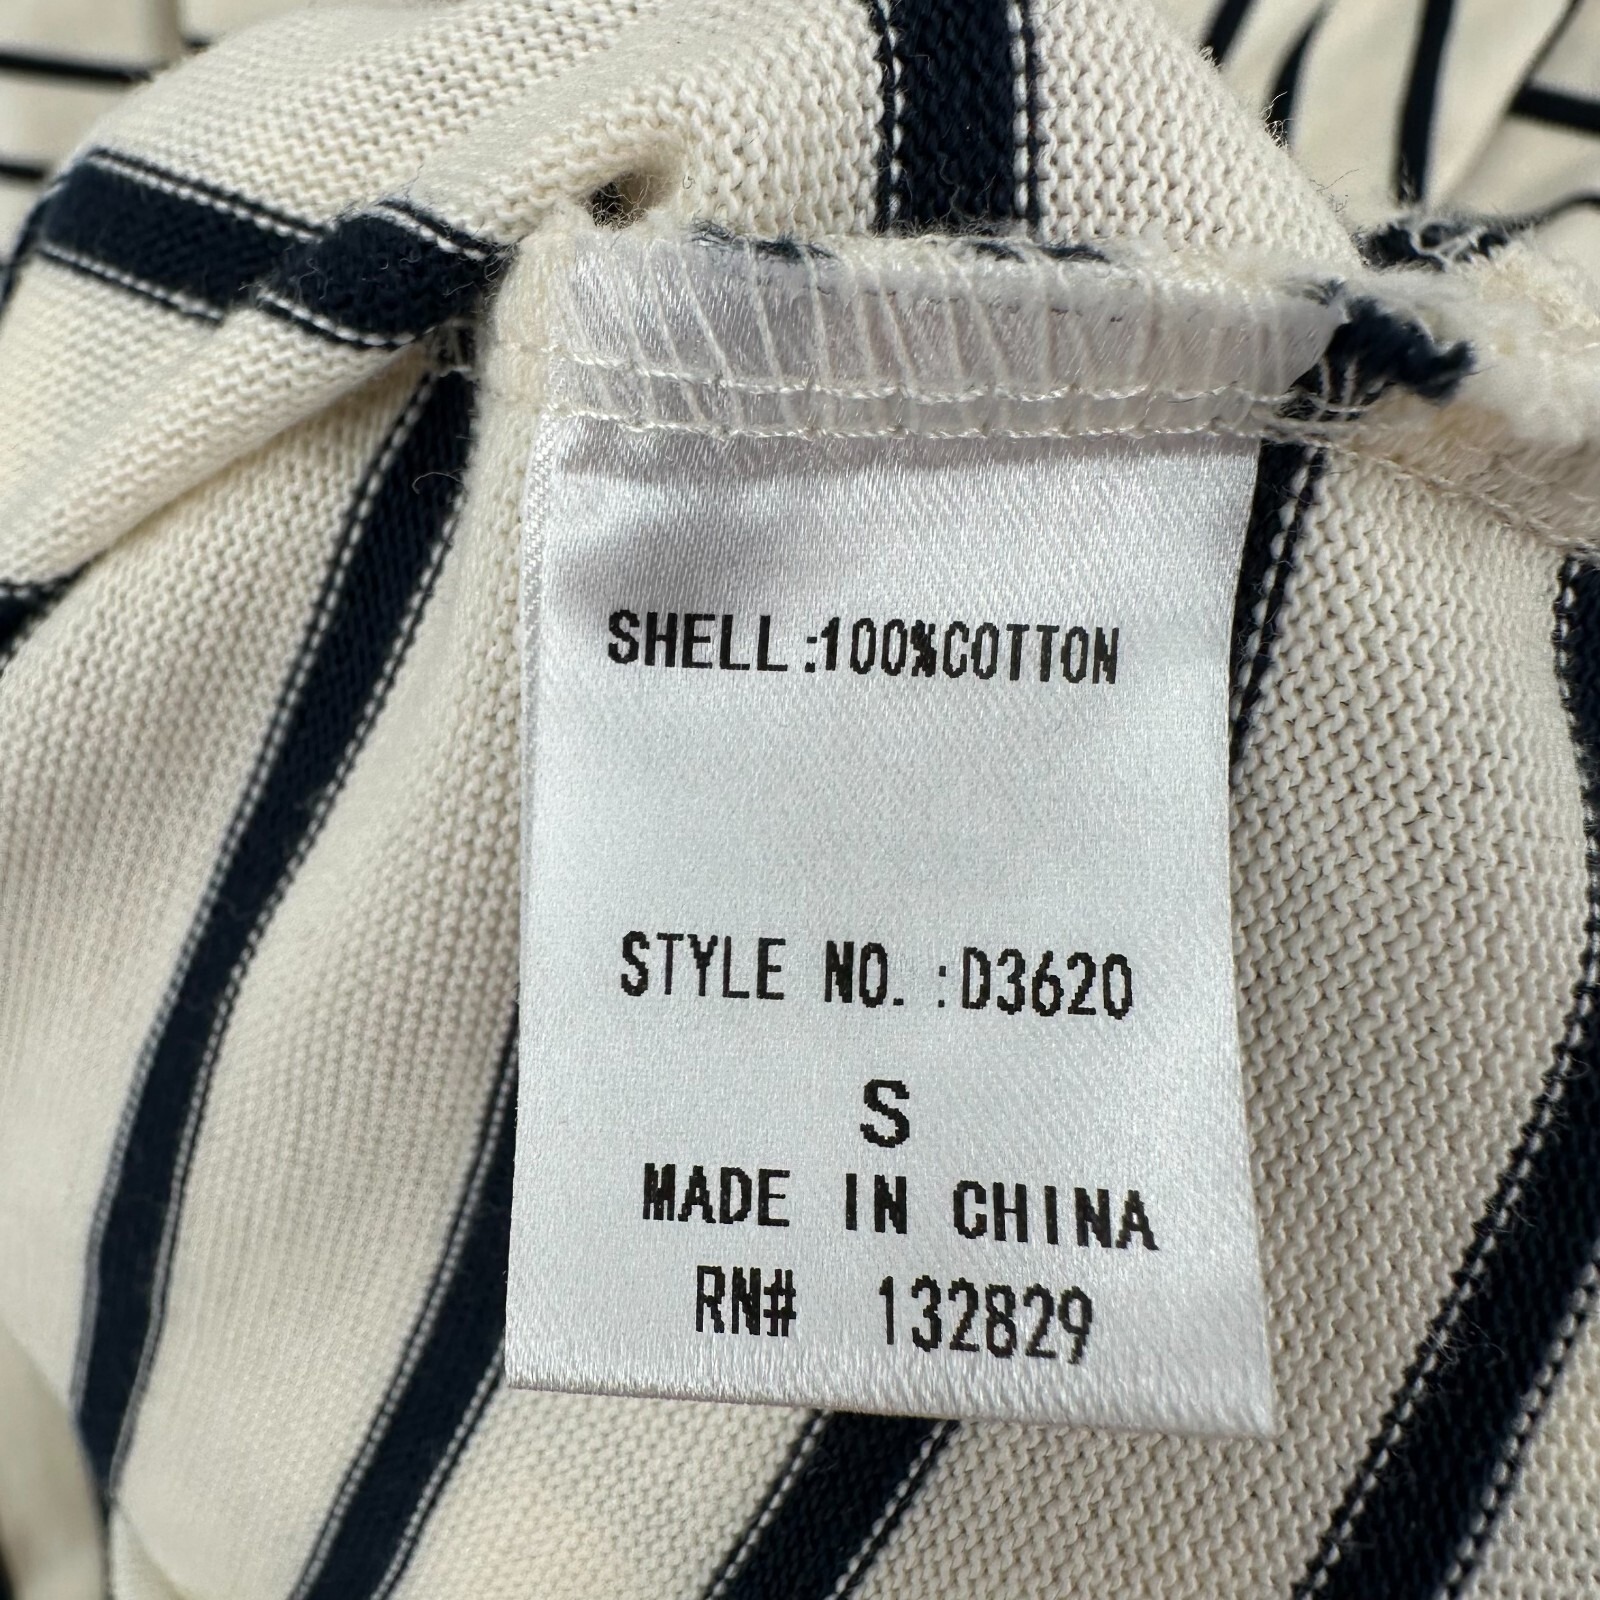 SHELL:100%COTTON
STYLE NO. :D3620
S
MADE IN CHINA
RN# 132829